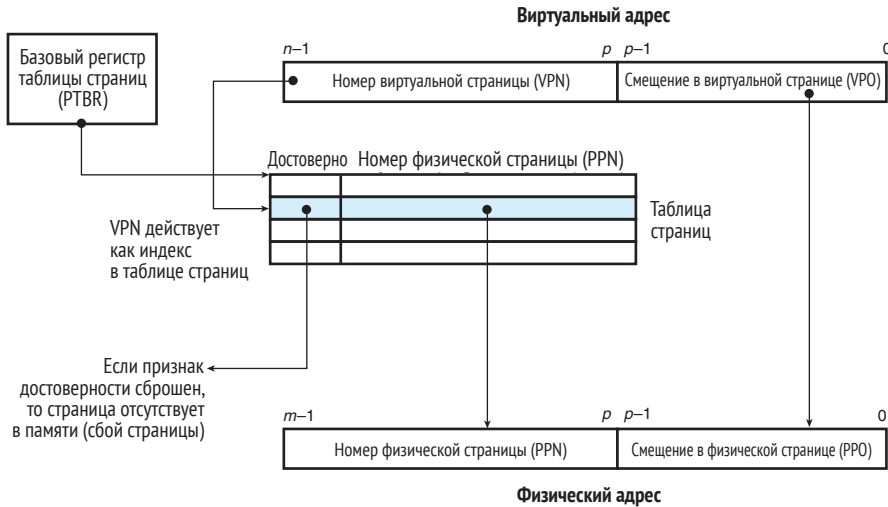 Виртуальный адрес
Базовый регистр
таблицы страниц
(PTBR)
n–1
p
p–1
0
Номер виртуальной страницы (VPN)
Смещение в виртуальной странице (VPO)
Достоверно
Номер физической страницы (PPN)
VPN действует
как индекс
в таблице страниц
Таблица
страниц
Если признак
достоверности сброшен,
то страница отсутствует
в памяти (сбой страницы)
m–1
p
p–1
0
Номер физической страницы (PPN)
Смещение в физической странице (PPO)
Физический адрес